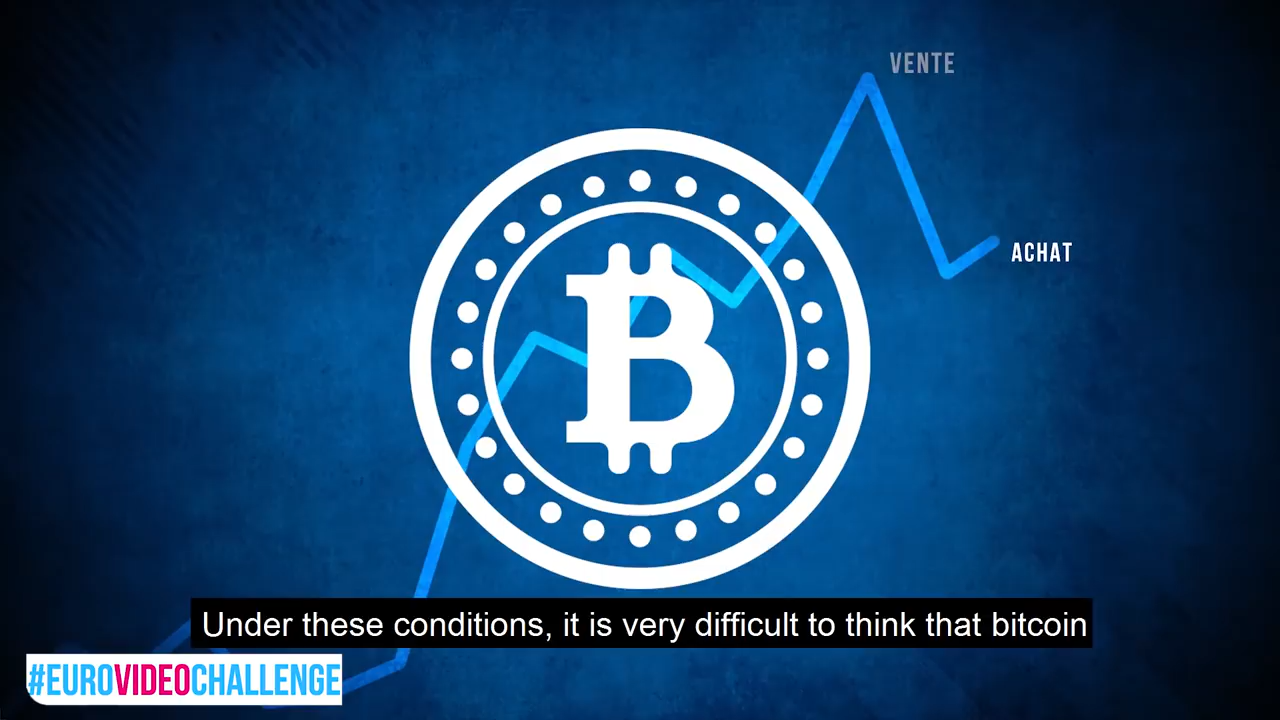 VENTE
ACHAT
Under these conditions, it is very difficult to think that bitcoin
#EUROVIDEOCHALLENGE